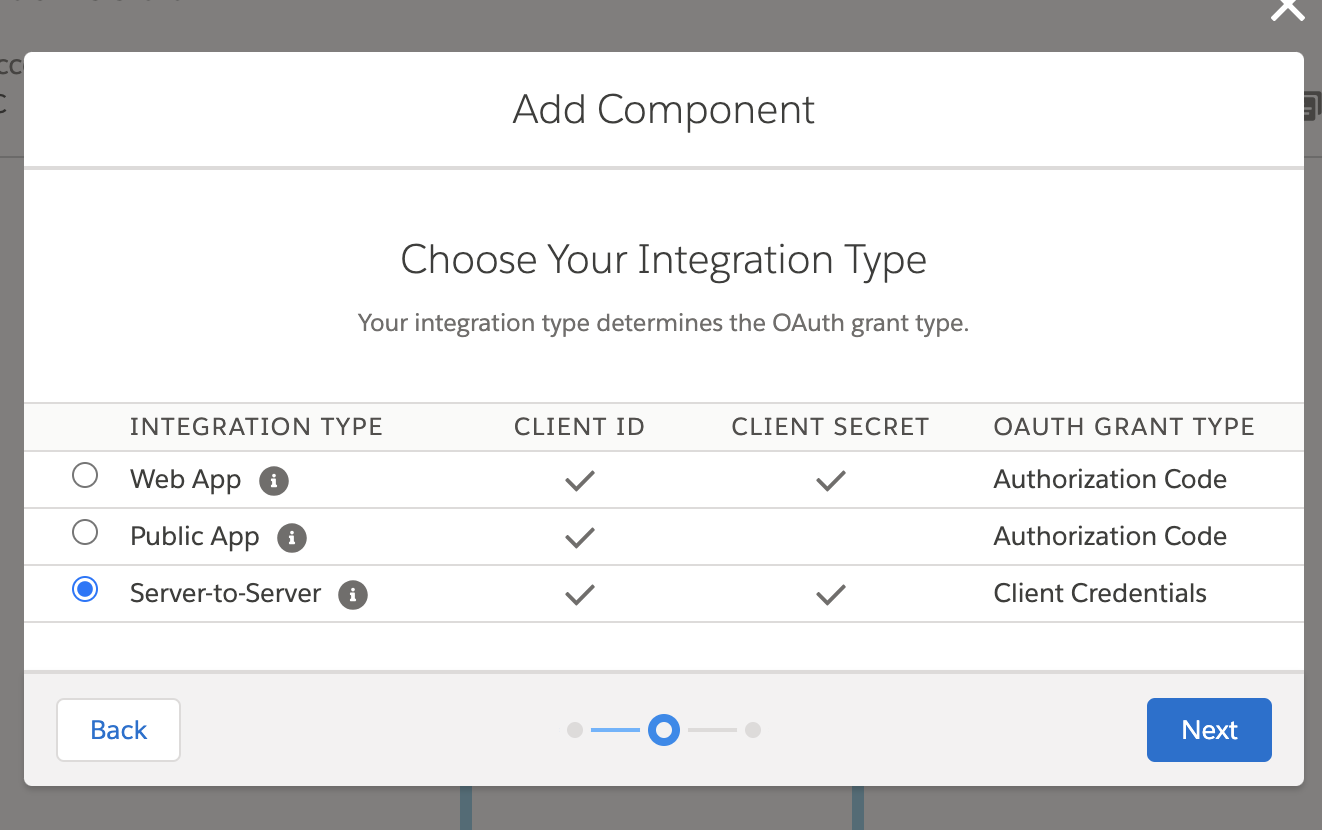 Add Component
Choose Your Integration Type
Your integration type determines the OAuth grant type.
INTEGRATION TYPE CLIENT ID CLIENT SECRET OAUTH GRANT TYPE
Web App Authorization Code
Public App Authorization Code
Server-to-Server Client Credentials
Back Next